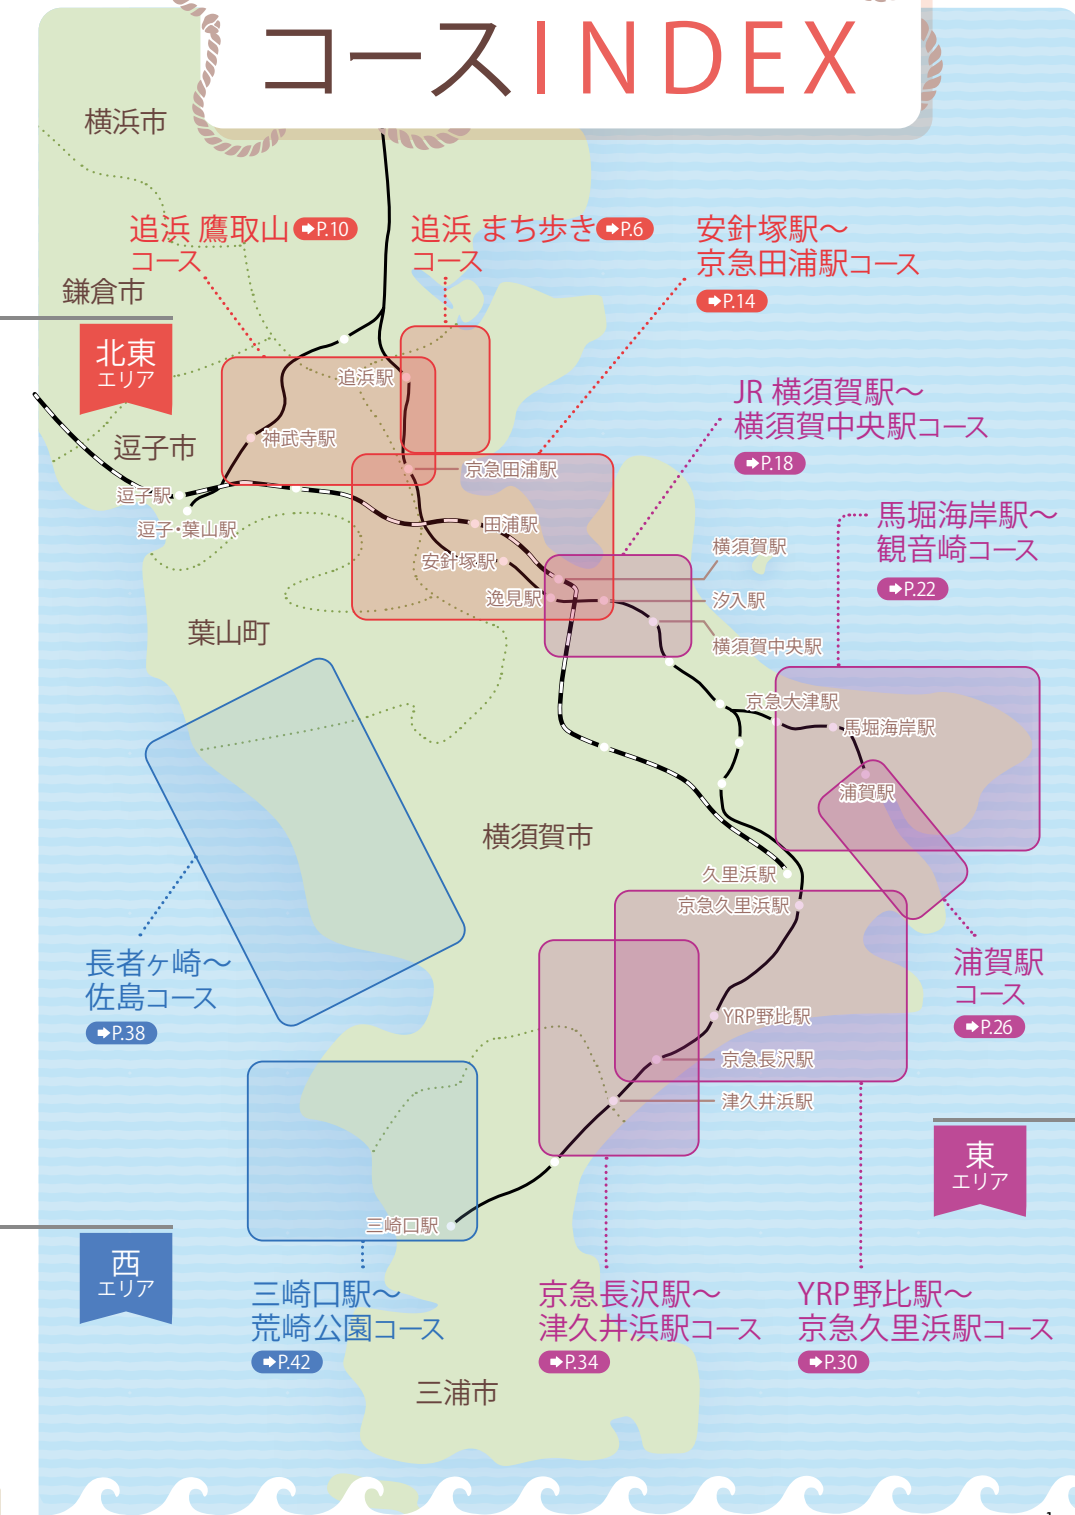 コースINDEX
横浜市
追浜 鷹取山 ➡P.10
コース
追浜 まち歩き ➡P.6
コース
安針塚駅〜
京急田浦駅コース
➡P.14
鎌倉市
北東
エリア
追浜駅
JR 横須賀駅〜
横須賀中央駅コース
➡P.18
神武寺駅
逗子市
京急田浦駅
逗子駅
逗子・葉山駅
田浦駅
馬堀海岸駅〜
観音崎コース
➡P.22
安針塚駅
横須賀駅
逸見駅
汐入駅
横須賀中央駅
葉山町
京急大津駅
馬堀海岸駅
浦賀駅
横須賀市
久里浜駅
京急久里浜駅
長者ヶ崎〜
佐島コース
➡P.38
浦賀駅
コース
➡P.26
YRP野比駅
京急長沢駅
津久井浜駅
東
エリア
三崎口駅
西
エリア
三崎口駅〜
荒崎公園コース
➡P.42
京急長沢駅〜
津久井浜駅コース
➡P.34
YRP野比駅〜
京急久里浜駅コース
➡P.30
三浦市